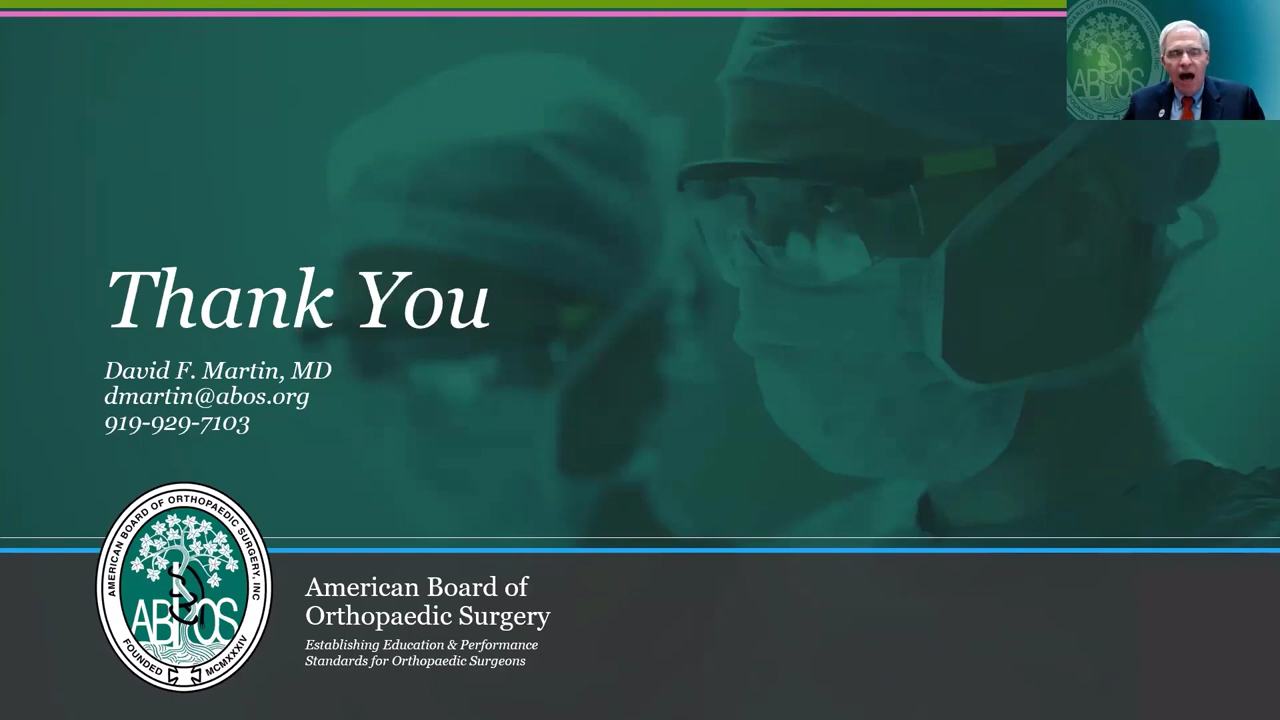 ABOS
Thank You
David F. Martin, MD
dmartin@abos.org
919-929-7103
AMERICAN BOARD OF ORTHOPAEDIC SURGERY, INC
ABOS
FOUNDED MCMXXXIV
American Board of
Orthopaedic Surgery
Establishing Education & Performance
Standards for Orthopaedic Surgeons